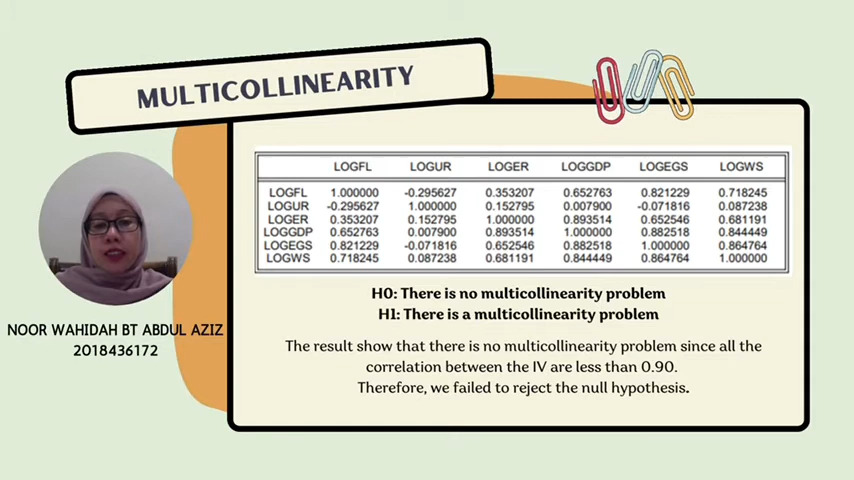 MULTICOLLINEARITY
LOGFL LOGUR LOGER LOGGDP LOGEGS LOGWS
LOGFL 1.000000 -0.295627 0.353207 0.652763 0.821229 0.718245
LOGUR -0.295627 1.000000 0.152795 0.007900 -0.071816 0.087238
LOGER 0.353207 0.152795 1.000000 0.893514 0.652546 0.681191
LOGGDP 0.652763 0.007900 0.893514 1.000000 0.882518 0.844449
LOGEGS 0.821229 -0.071816 0.652546 0.882518 1.000000 0.864764
LOGWS 0.718245 0.087238 0.681191 0.844449 0.864764 1.000000
H0: There is no multicollinearity problem
H1: There is a multicollinearity problem
The result show that there is no multicollinearity problem since all the
correlation between the IV are less than 0.90.
Therefore, we failed to reject the null hypothesis.
NOOR WAHIDAH BT ABDUL AZIZ
2018436172